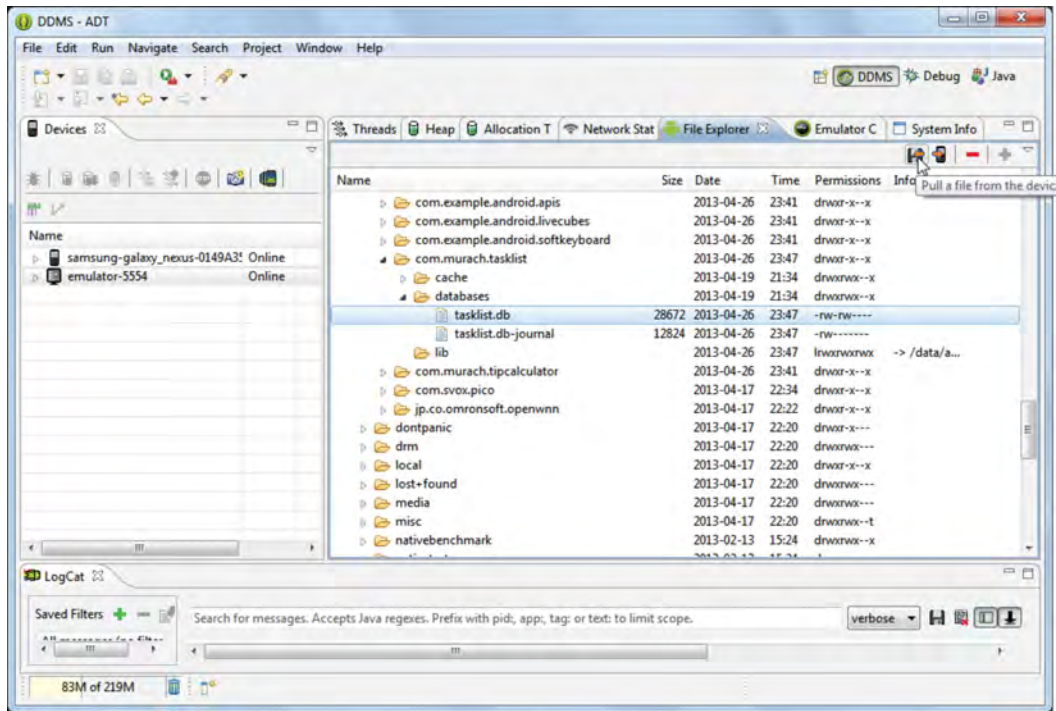 DDMS - ADT
File Edit Run Navigate Search Project Window Help
DDMS Debug Java
Devices
Threads Heap Allocation T Network Stat File Explorer Emulator C System Info
Pull a file from the devic
Name Size Date Time Permissions Info
Name
samsung-galaxy_nexus-0149A3 Online
emulator-5554 Online
com.example.android.apis 2013-04-26 23:41 drwxr-x--x
com.example.android.livecubes 2013-04-26 23:41 drwxr-x--x
com.example.android.softkeyboard 2013-04-26 23:41 drwxr-x--x
com.murach.tasklist 2013-04-26 23:47 drwxr-x--x
cache 2013-04-19 21:34 drwxrwx--x
databases 2013-04-19 21:34 drwxrwx--x
tasklist.db 28672 2013-04-26 23:47 -rw-rw----
tasklist.db-journal 12824 2013-04-26 23:47 -rw-------
lib 2013-04-26 23:47 lrwxrwxrwx -> /data/a...
com.murach.tipcalculator 2013-04-26 23:41 drwxr-x--x
com.svox.pico 2013-04-17 22:34 drwxr-x--x
jp.co.omronsoft.openwnn 2013-04-17 22:22 drwxr-x--x
dontpanic 2013-04-17 22:20 drwxr-x---
drm 2013-04-17 22:20 drwxrwx---
local 2013-04-17 22:20 drwxr-x--x
lost+found 2013-04-17 22:20 drwxrwx---
media 2013-04-17 22:20 drwxrwx---
misc 2013-04-17 22:20 drwxrwx--t
nativebenchmark 2013-02-13 15:24 drwxrwx--x
LogCat
Saved Filters
Search for messages. Accepts Java regexes. Prefix with pid:, app:, tag: or text: to limit scope.
verbose
83M of 219M